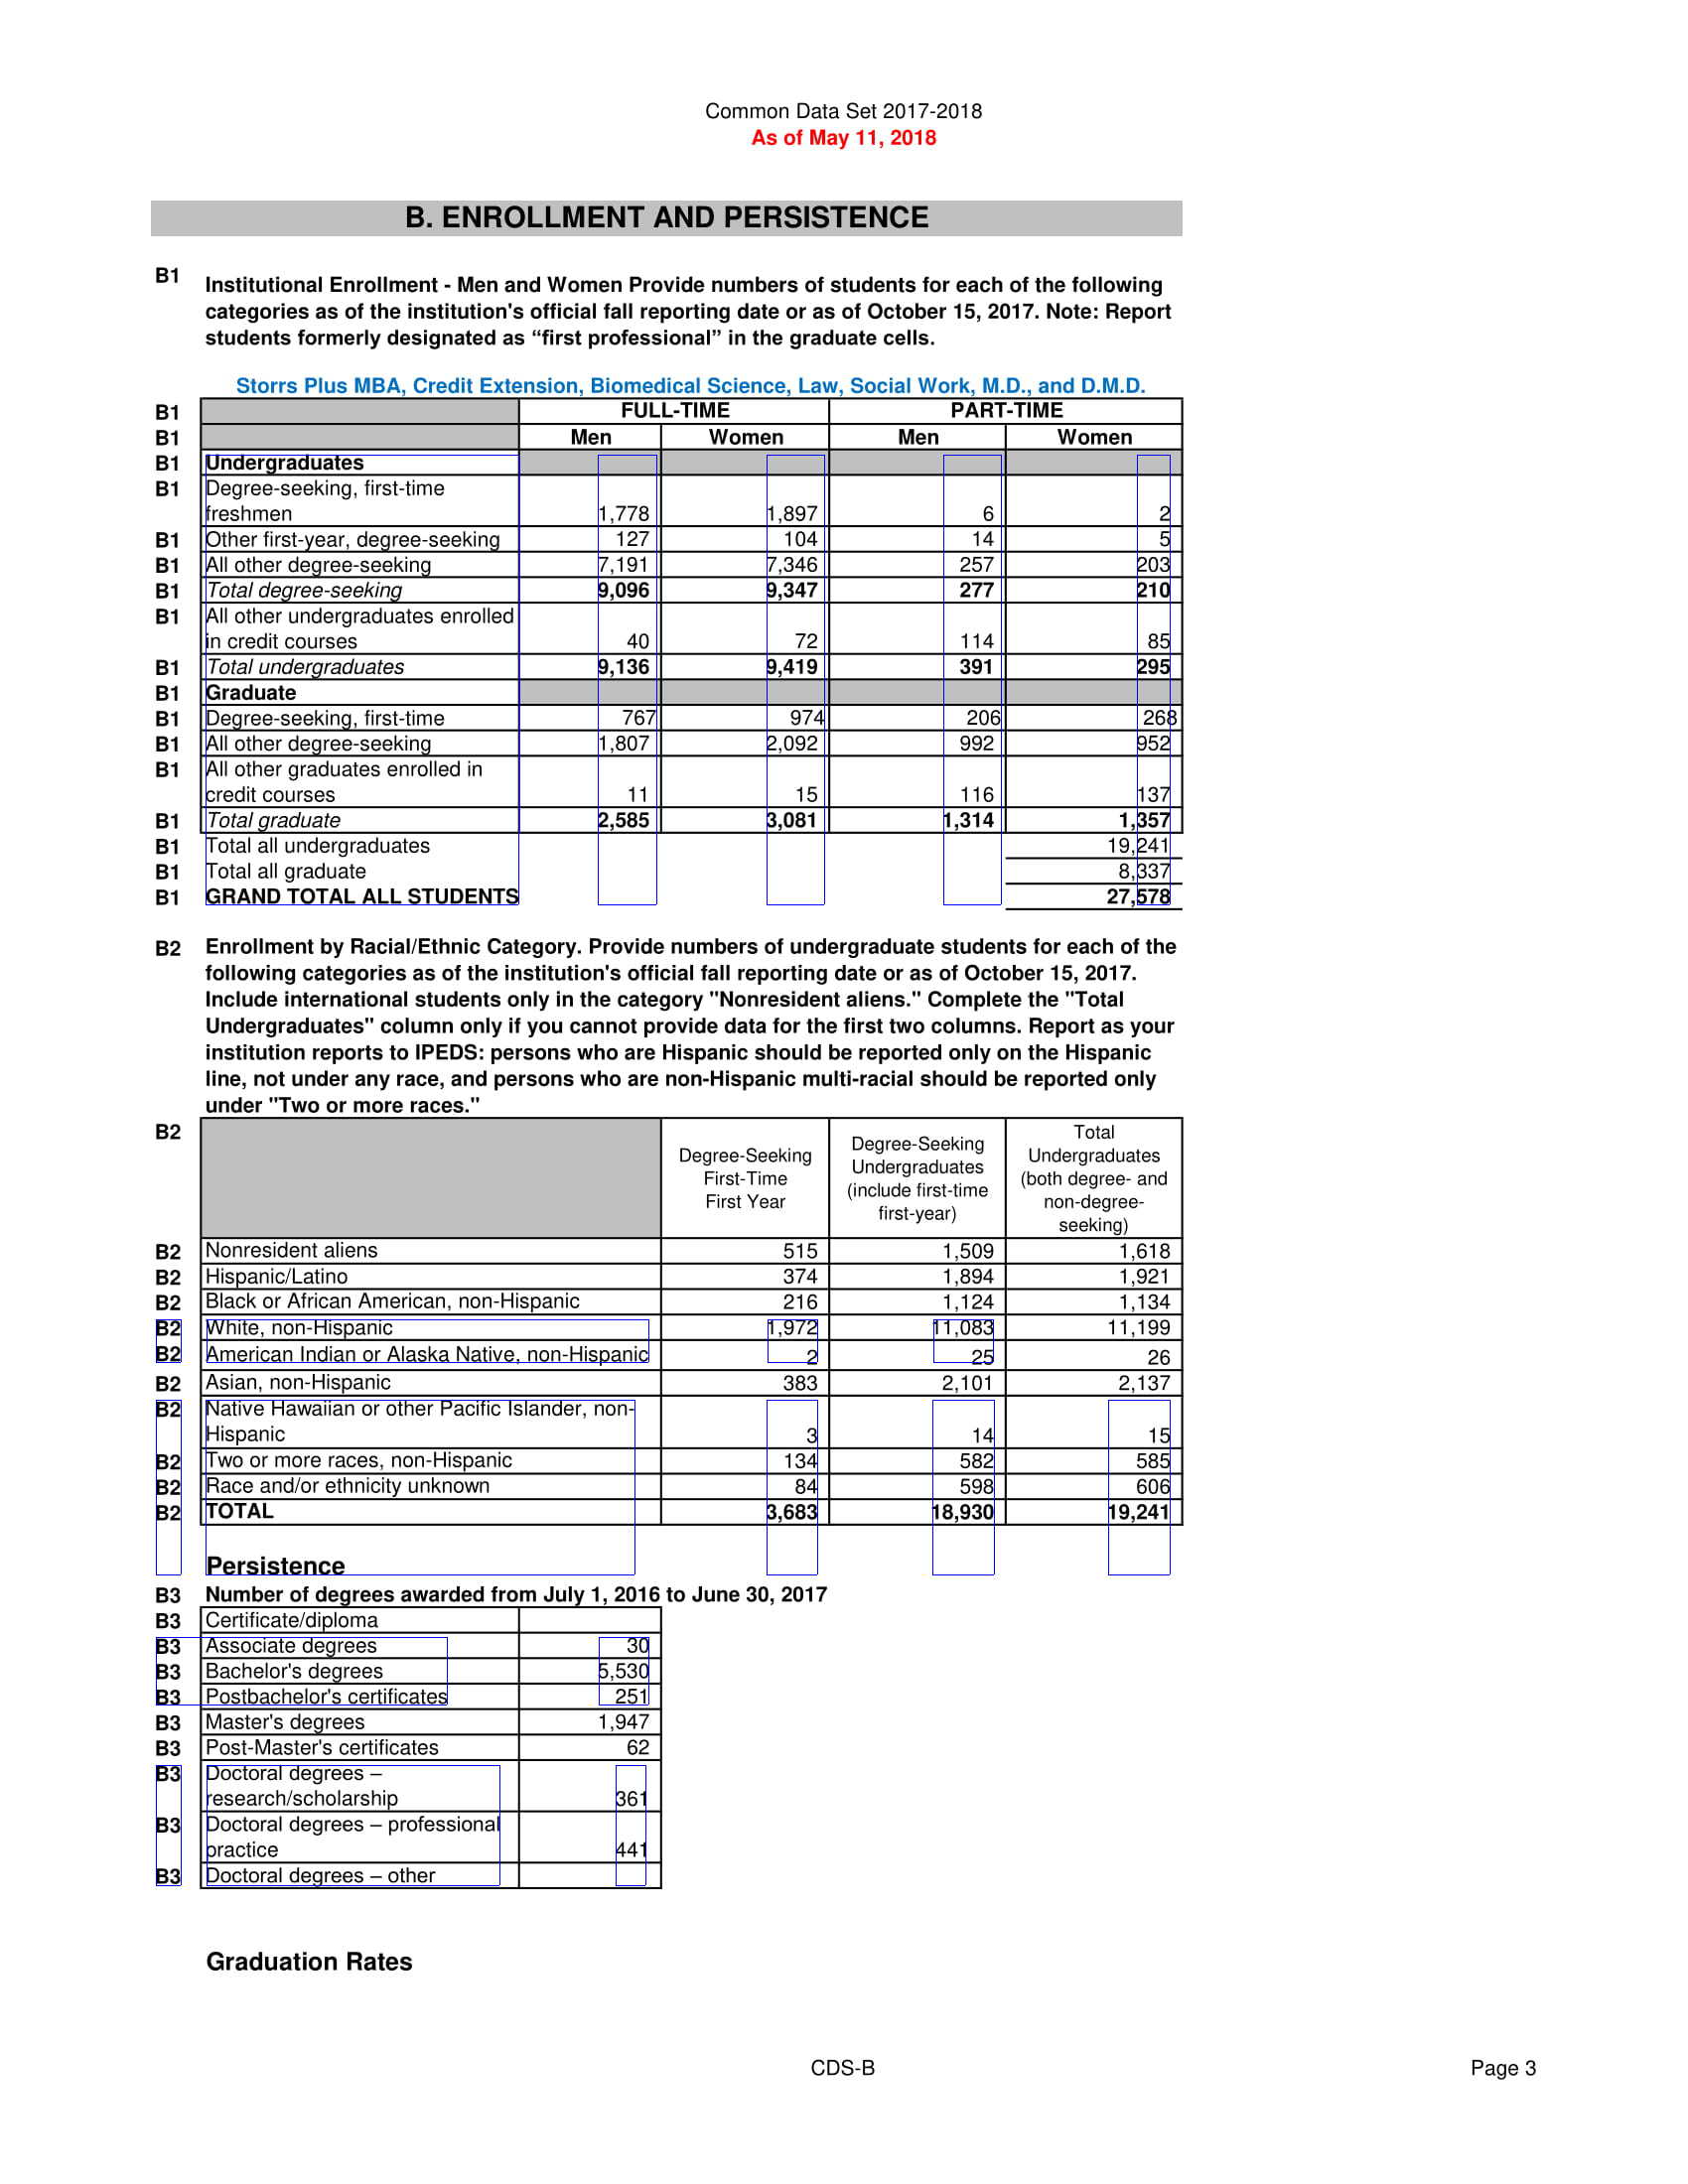 Common Data Set 2017-2018
As of May 11, 2018
B. ENROLLMENT AND PERSISTENCE
B1 Institutional Enrollment - Men and Women Provide numbers of students for each of the following
categories as of the institution's official fall reporting date or as of October 15, 2017. Note: Report
students formerly designated as “first professional” in the graduate cells.
Storrs Plus MBA, Credit Extension, Biomedical Science, Law, Social Work, M.D., and D.M.D.
B1 FULL-TIME PART-TIME
B1 Men Women Men Women
B1 Undergraduates
B1 Degree-seeking, first-time
freshmen 1,778 1,897 6 2
B1 Other first-year, degree-seeking 127 104 14 5
B1 All other degree-seeking 7,191 7,346 257 203
B1 Total degree-seeking 9,096 9,347 277 210
B1 All other undergraduates enrolled
in credit courses 40 72 114 85
B1 Total undergraduates 9,136 9,419 391 295
B1 Graduate
B1 Degree-seeking, first-time 767 974 206 268
B1 All other degree-seeking 1,807 2,092 992 952
B1 All other graduates enrolled in
credit courses 11 15 116 137
B1 Total graduate 2,585 3,081 1,314 1,357
B1 Total all undergraduates 19,241
B1 Total all graduate 8,337
B1 GRAND TOTAL ALL STUDENTS 27,578
B2 Enrollment by Racial/Ethnic Category. Provide numbers of undergraduate students for each of the
following categories as of the institution's official fall reporting date or as of October 15, 2017.
Include international students only in the category "Nonresident aliens." Complete the "Total
Undergraduates" column only if you cannot provide data for the first two columns. Report as your
institution reports to IPEDS: persons who are Hispanic should be reported only on the Hispanic
line, not under any race, and persons who are non-Hispanic multi-racial should be reported only
under "Two or more races."
B2
Degree-Seeking
First-Time
First Year
Degree-Seeking
Undergraduates
(include first-time
first-year)
Total
Undergraduates
(both degree- and
non-degree-
seeking)
B2 Nonresident aliens 515 1,509 1,618
B2 Hispanic/Latino 374 1,894 1,921
B2 Black or African American, non-Hispanic 216 1,124 1,134
B2 White, non-Hispanic 1,972 11,083 11,199
B2 American Indian or Alaska Native, non-Hispanic 2 25 26
B2 Asian, non-Hispanic 383 2,101 2,137
B2 Native Hawaiian or other Pacific Islander, non-
Hispanic 3 14 15
B2 Two or more races, non-Hispanic 134 582 585
B2 Race and/or ethnicity unknown 84 598 606
B2 TOTAL 3,683 18,930 19,241
Persistence
B3 Number of degrees awarded from July 1, 2016 to June 30, 2017
B3 Certificate/diploma
B3 Associate degrees 30
B3 Bachelor's degrees 5,530
B3 Postbachelor's certificates 251
B3 Master's degrees 1,947
B3 Post-Master's certificates 62
B3 Doctoral degrees –
research/scholarship 361
B3 Doctoral degrees – professional
practice 441
B3 Doctoral degrees – other
Graduation Rates
CDS-B Page 3